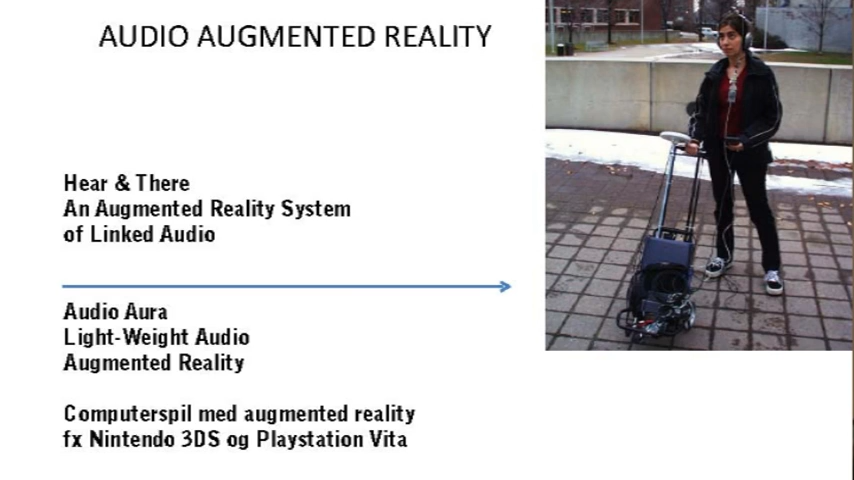 AUDIO AUGMENTED REALITY
Hear & There
An Augmented Reality System
of Linked Audio
Audio Aura
Light-Weight Audio
Augmented Reality
Computerspil med augmented reality
fx Nintendo 3DS og Playstation Vita